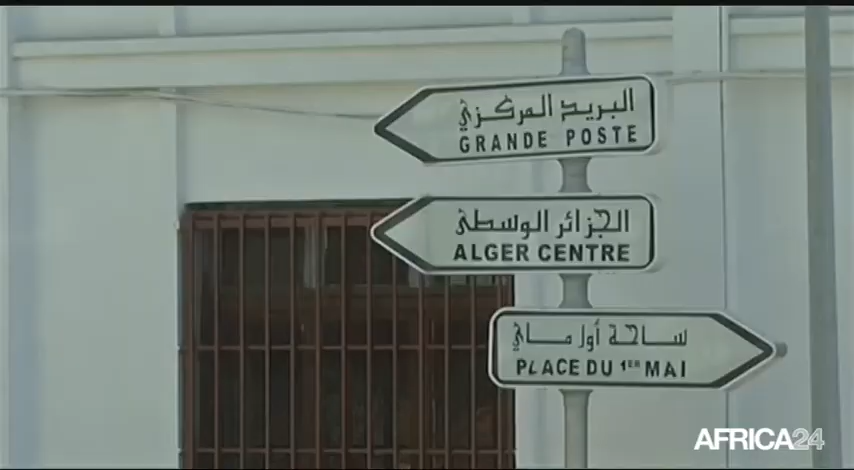 البريد المركزي
GRANDE POSTE
الجزائر الوسطى
ALGER CENTRE
ساحة أول ماي
PLACE DU 1ER MAI
AFRICA24